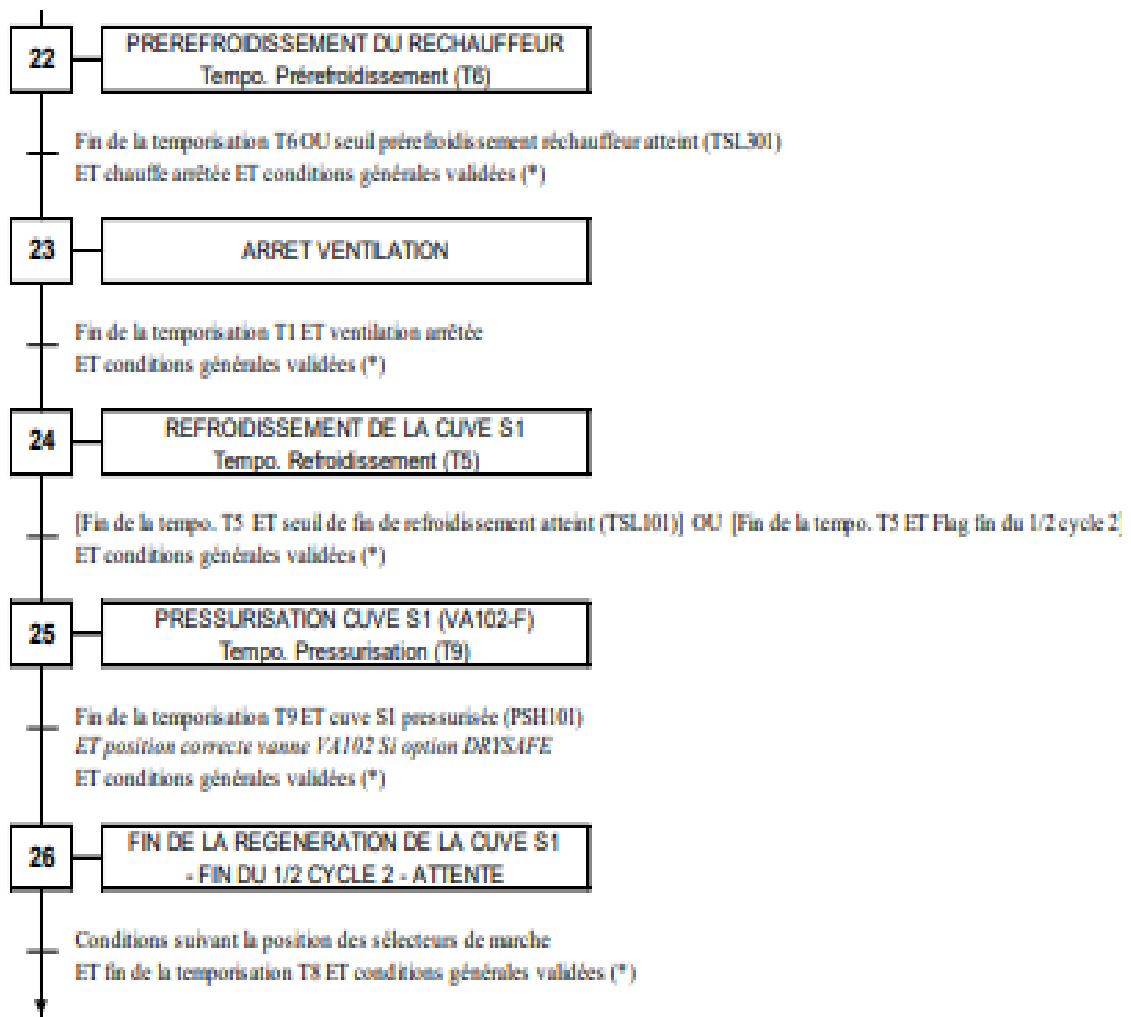 22
PREREFROIDISSEMENT DU RECHAUFFEUR
Tempo. Prérefroidissement (T6)
Fin de la temporisation T6 OU seuil prérefroidissement réchauffeur atteint (TSL301)
ET chauffe arrêtée ET conditions générales validées (*)
23
ARRET VENTILATION
Fin de la temporisation T1 ET ventilation arrêtée
ET conditions générales validées (*)
24
REFROIDISSEMENT DE LA CUVE S1
Tempo. Refroidissement (T5)
[Fin de la tempo. T5 ET seuil de fin de refroidissement atteint (TSL101)] OU [Fin de la tempo. T5 ET Flag fin du 1/2 cycle 2]
ET conditions générales validées (*)
25
PRESSURISATION CUVE S1 (VA102-F)
Tempo. Pressurisation (T9)
Fin de la temporisation T9 ET cuve S1 pressurisée (PSH101)
ET position correcte vanne VA102 Si option DRYSAFE
ET conditions générales validées (*)
26
FIN DE LA REGENERATION DE LA CUVE S1
- FIN DU 1/2 CYCLE 2 - ATTENTE
Conditions suivant la position des sélecteurs de marche
ET fin de la temporisation T8 ET conditions générales validées (*)